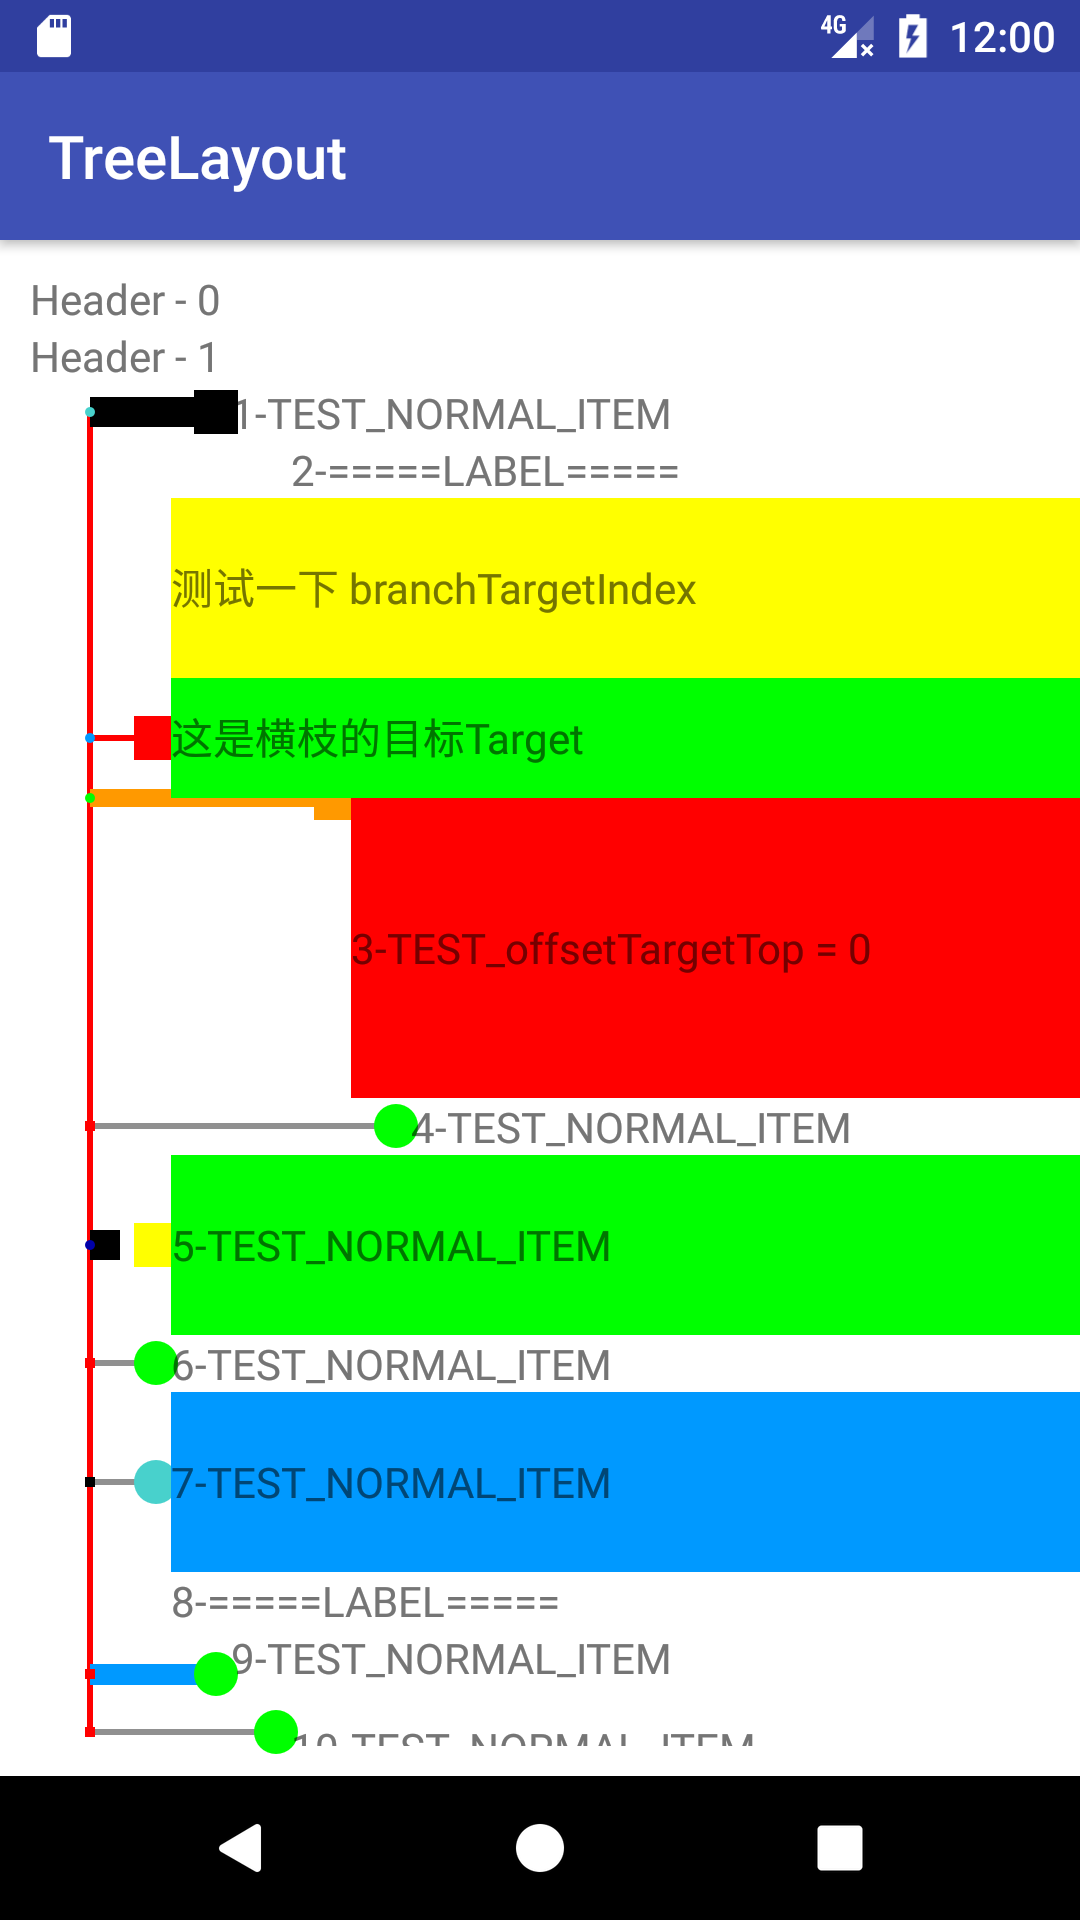 4G
12:00
TreeLayout
Header - 0
Header - 1
1-TEST_NORMAL_ITEM
2-=====LABEL=====
测试一下 branchTargetIndex
这是横枝的目标Target
3-TEST_offsetTargetTop = 0
4-TEST_NORMAL_ITEM
5-TEST_NORMAL_ITEM
6-TEST_NORMAL_ITEM
7-TEST_NORMAL_ITEM
8-=====LABEL=====
9-TEST_NORMAL_ITEM
10-TEST_NORMAL_ITEM